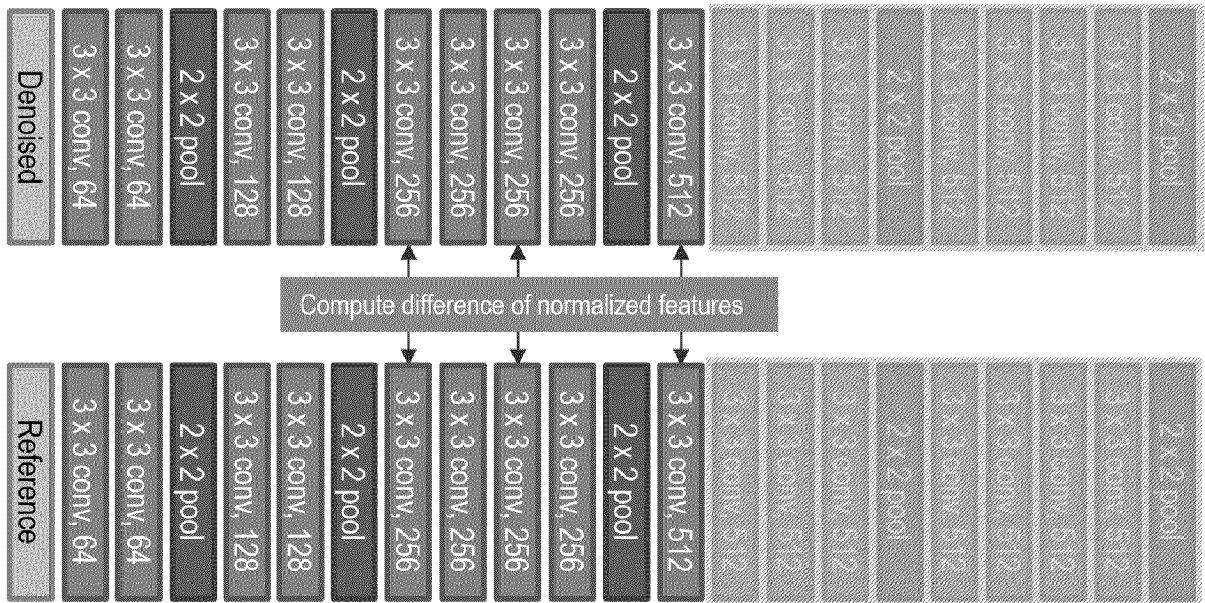 Denoised
3 x 3 conv, 64
3 x 3 conv, 64
2 x 2 pool
3 x 3 conv, 128
3 x 3 conv, 128
2 x 2 pool
3 x 3 conv, 256
3 x 3 conv, 256
3 x 3 conv, 256
3 x 3 conv, 256
2 x 2 pool
3 x 3 conv, 512
3 x 3 conv, 512
3 x 3 conv, 512
3 x 3 conv, 512
2 x 2 pool
3 x 3 conv, 512
3 x 3 conv, 512
3 x 3 conv, 512
3 x 3 conv, 512
2 x 2 pool
Compute difference of normalized features
Reference
3 x 3 conv, 64
3 x 3 conv, 64
2 x 2 pool
3 x 3 conv, 128
3 x 3 conv, 128
2 x 2 pool
3 x 3 conv, 256
3 x 3 conv, 256
3 x 3 conv, 256
3 x 3 conv, 256
2 x 2 pool
3 x 3 conv, 512
3 x 3 conv, 512
3 x 3 conv, 512
3 x 3 conv, 512
2 x 2 pool
3 x 3 conv, 512
3 x 3 conv, 512
3 x 3 conv, 512
3 x 3 conv, 512
2 x 2 pool